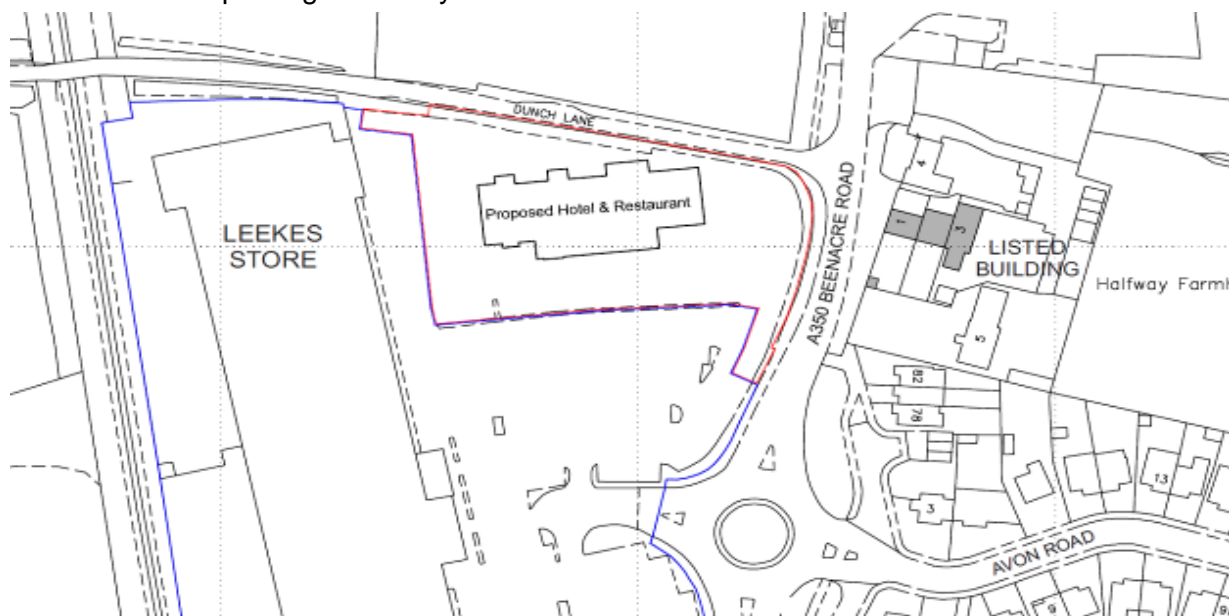 DUNCH LANE
Proposed Hotel & Restaurant
LEEKES
STORE
A350 BEENACRE ROAD
4
1
3
LISTED
BUILDING
Halfway Farmh
5
82
78
3
13
AVON ROAD
9